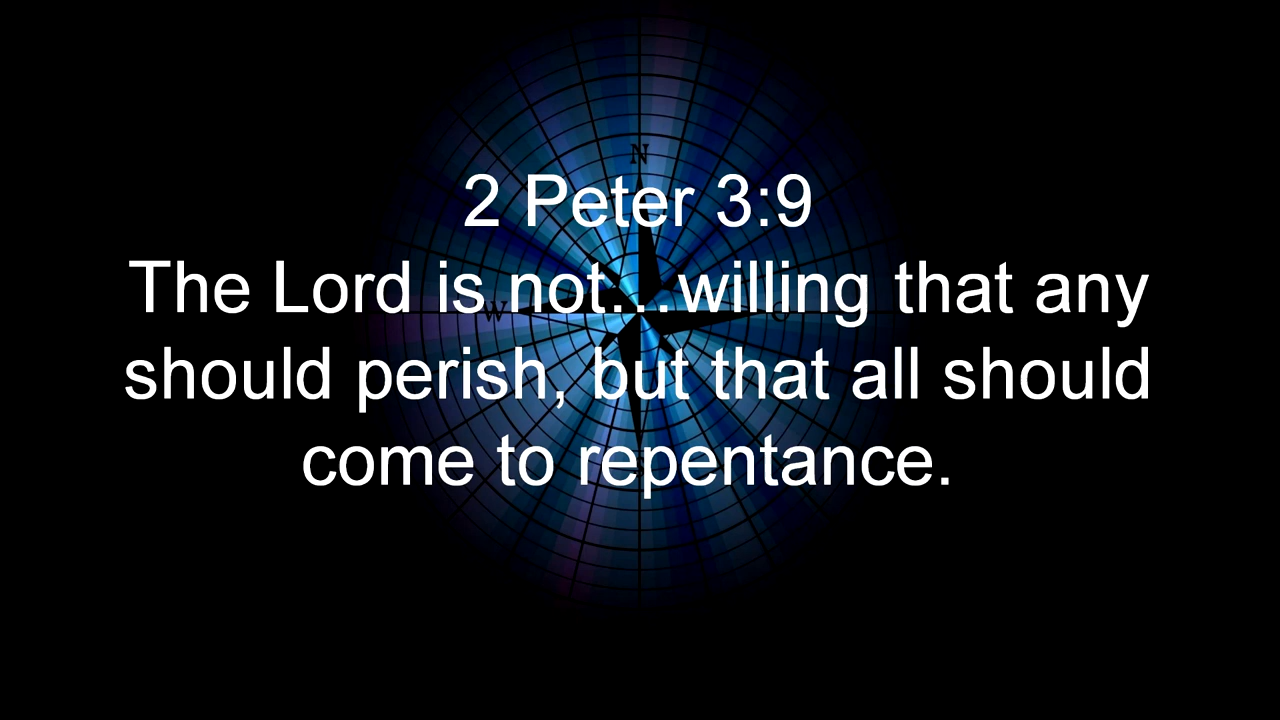 N
2 Peter 3:9
The Lord is not…willing that any
W
should perish, but that all should
come to repentance.